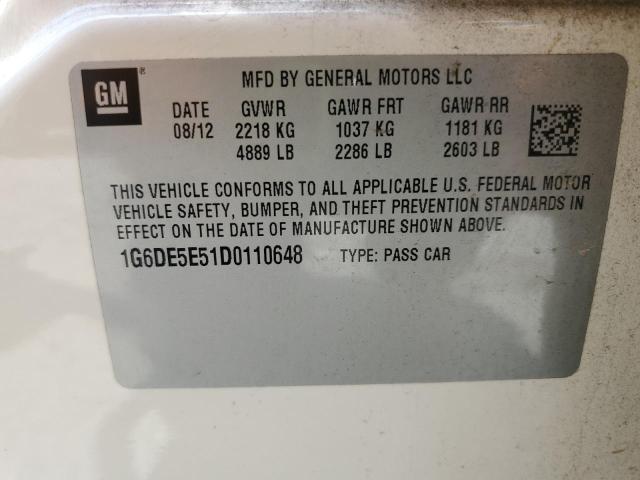 GM ®
MFD BY GENERAL MOTORS LLC
DATE GVWR GAWR FRT GAWR RR
08/12 2218 KG 1037 KG 1181 KG
4889 LB 2286 LB 2603 LB
THIS VEHICLE CONFORMS TO ALL APPLICABLE U.S. FEDERAL MOTOR
VEHICLE SAFETY, BUMPER, AND THEFT PREVENTION STANDARDS IN
EFFECT ON THE DATE OF MANUFACTURE SHOWN ABOVE.
1G6DE5E51D0110648 TYPE: PASS CAR